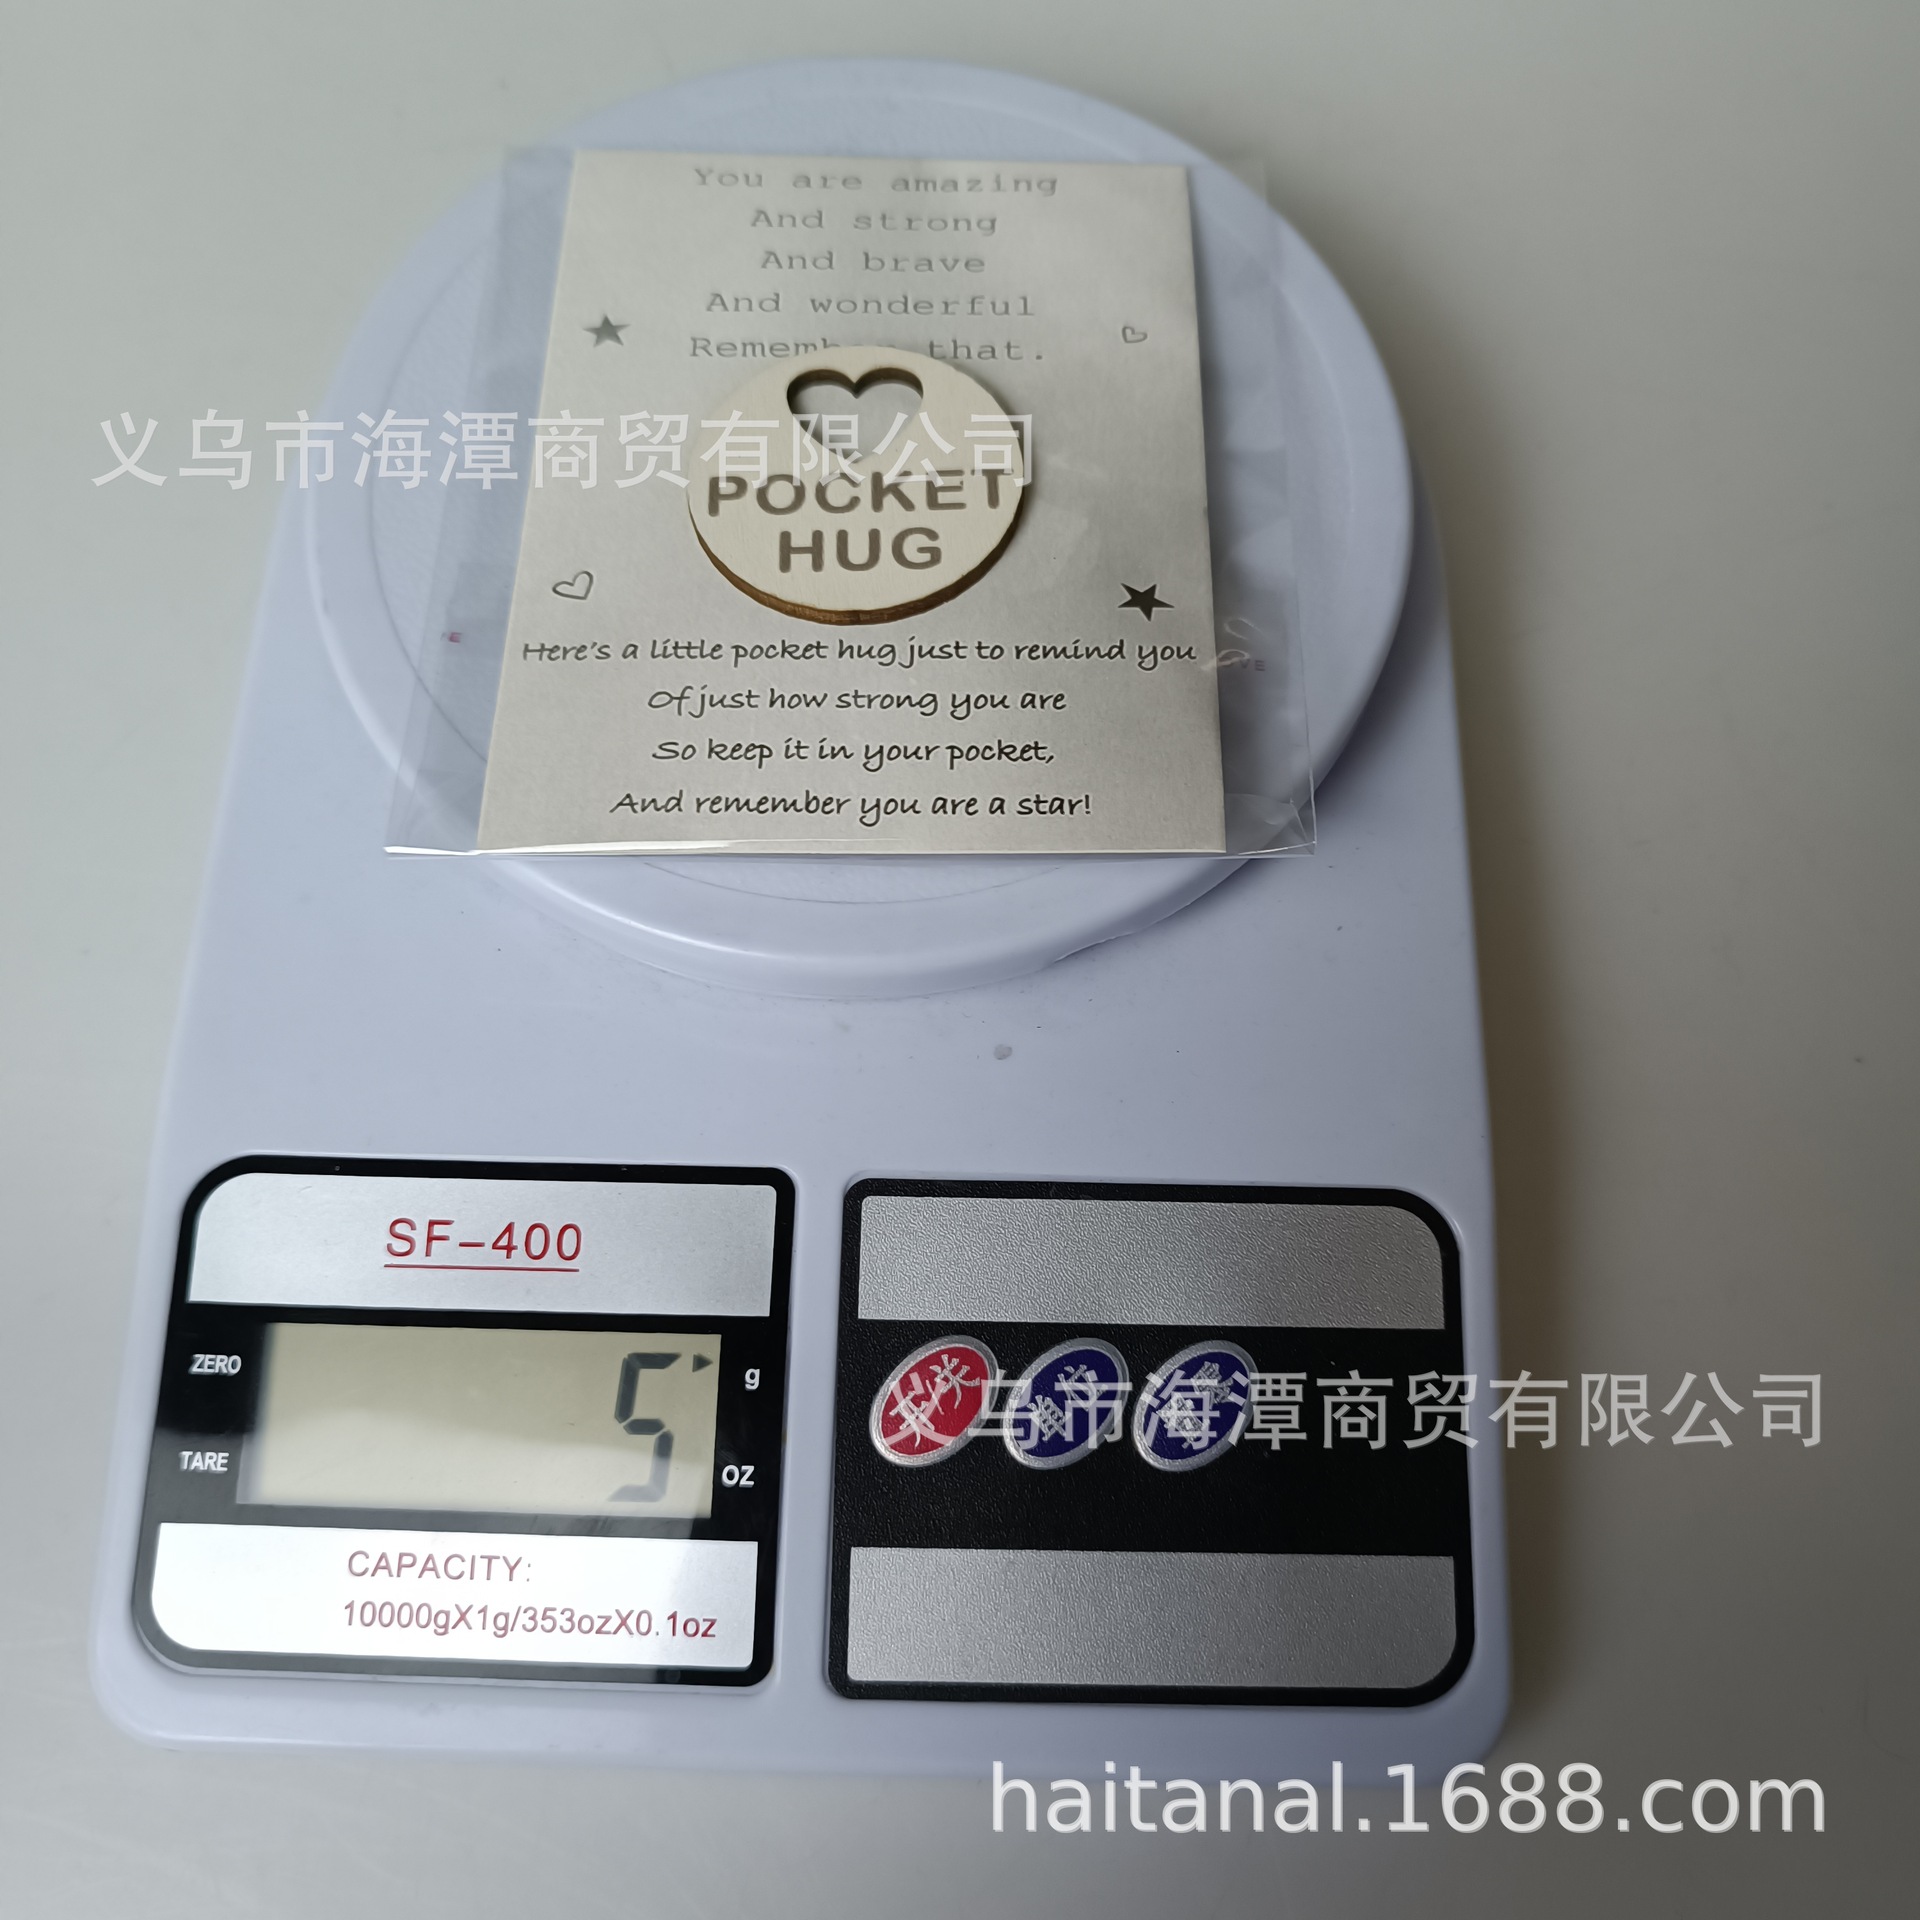 You are amazing
And strong
And brave
And wonderful
that.
义乌市海潭商贸有限公司
POCKET
HUG
Here's a little pocket hug just to remind you
Of just how strong you are
So keep it in your pocket,
And remember you are a star!
SF-400
ZERO
5
g
TARE
OZ
CAPACITY:
10000gX1g/353ozX0.1oz
义乌市海潭商贸有限公司
haitanal.1688.com